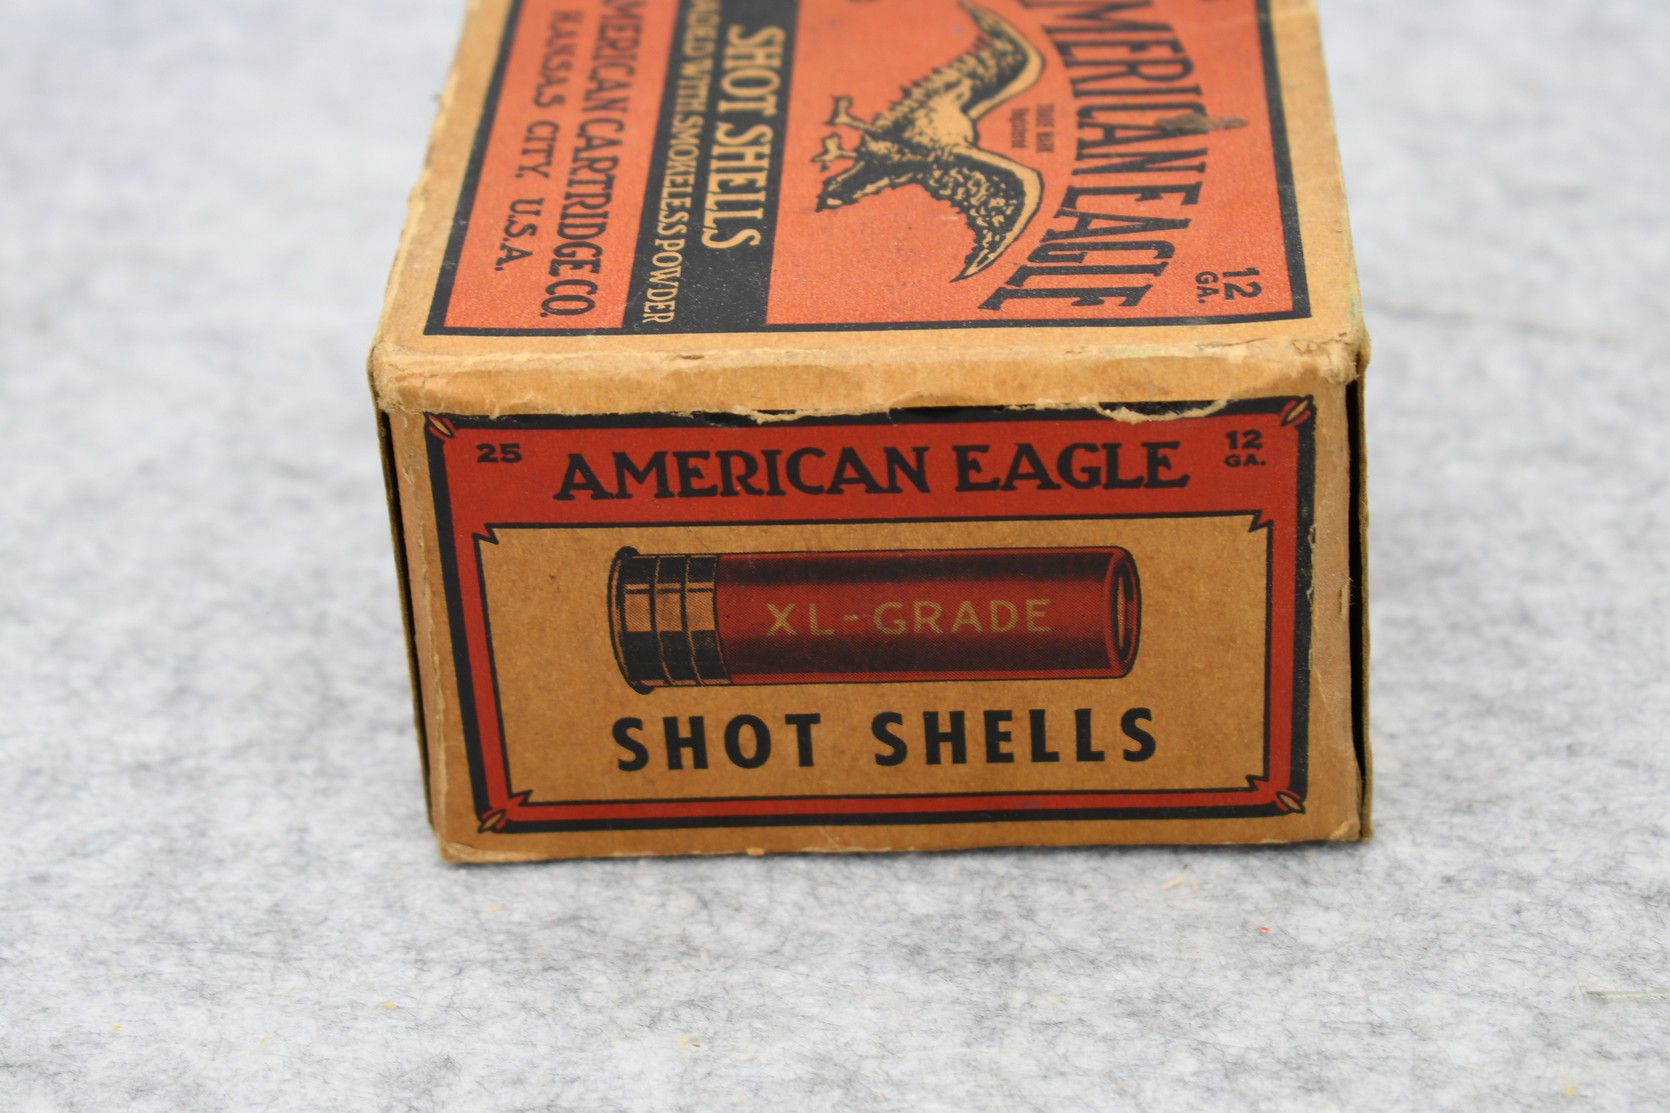 AMERICAN EAGLE
12
GA.
TRADE MARK
Registered
SHOT SHELLS
LOADED WITH SMOKELESS POWDER
AMERICAN CARTRIDGE CO.
KANSAS CITY, U.S.A.
25
AMERICAN EAGLE
12
GA.
XL-GRADE
SHOT SHELLS